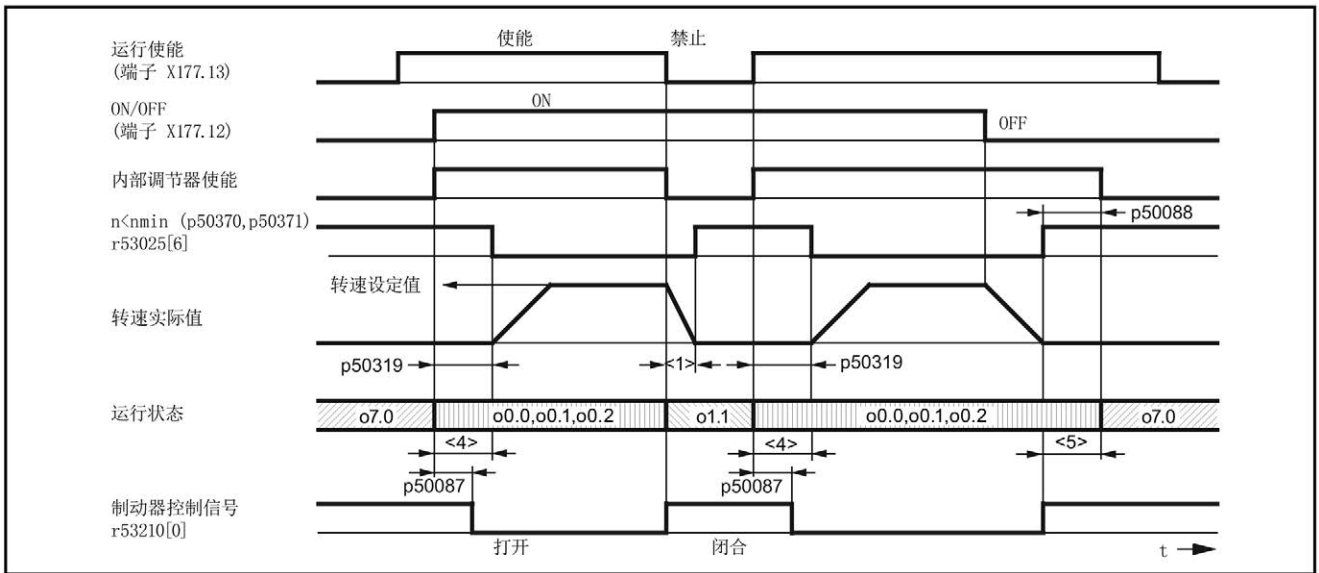 运行使能
(端子 X177.13)
使能
禁止
ON/OFF
(端子 X177.12)
ON
OFF
内部调节器使能
n<nmin (p50370,p50371)
r53025[6]
p50088
转速设定值
转速实际值
p50319
<1>
p50319
运行状态
o7.0
o0.0,o0.1,o0.2
o1.1
o0.0,o0.1,o0.2
o7.0
<4>
<4>
<5>
p50087
p50087
制动器控制信号
r53210[0]
打开
闭合
t